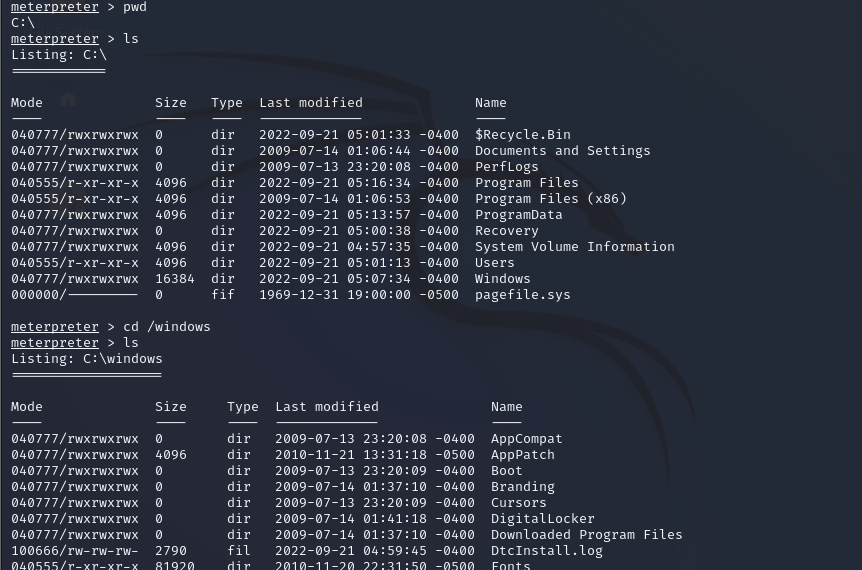 meterpreter > pwd
C:\
meterpreter > ls
Listing: C:\
============
Mode Size Type Last modified Name
---- ---- ---- ------------- ----
040777/rwxrwxrwx 0 dir 2022-09-21 05:01:33 -0400 $Recycle.Bin
040777/rwxrwxrwx 0 dir 2009-07-14 01:06:44 -0400 Documents and Settings
040777/rwxrwxrwx 0 dir 2009-07-13 23:20:08 -0400 PerfLogs
040555/r-xr-xr-x 4096 dir 2022-09-21 05:16:34 -0400 Program Files
040555/r-xr-xr-x 4096 dir 2009-07-14 01:06:53 -0400 Program Files (x86)
040777/rwxrwxrwx 4096 dir 2022-09-21 05:13:57 -0400 ProgramData
040777/rwxrwxrwx 0 dir 2022-09-21 05:00:38 -0400 Recovery
040777/rwxrwxrwx 4096 dir 2022-09-21 04:57:35 -0400 System Volume Information
040555/r-xr-xr-x 4096 dir 2022-09-21 05:01:13 -0400 Users
040777/rwxrwxrwx 16384 dir 2022-09-21 05:07:34 -0400 Windows
000000/--------- 0 fif 1969-12-31 19:00:00 -0500 pagefile.sys
meterpreter > cd /windows
meterpreter > ls
Listing: C:\windows
===================
Mode Size Type Last modified Name
---- ---- ---- ------------- ----
040777/rwxrwxrwx 0 dir 2009-07-13 23:20:08 -0400 AppCompat
040777/rwxrwxrwx 4096 dir 2010-11-21 13:31:18 -0500 AppPatch
040777/rwxrwxrwx 0 dir 2009-07-13 23:20:09 -0400 Boot
040777/rwxrwxrwx 0 dir 2009-07-14 01:37:10 -0400 Branding
040777/rwxrwxrwx 0 dir 2009-07-13 23:20:09 -0400 Cursors
040777/rwxrwxrwx 0 dir 2009-07-14 01:41:18 -0400 DigitalLocker
040777/rwxrwxrwx 0 dir 2009-07-14 01:37:10 -0400 Downloaded Program Files
100666/rw-rw-rw- 2790 fil 2022-09-21 04:59:45 -0400 DtcInstall.log
040555/r-xr-xr-x 81920 dir 2010-11-20 22:31:50 -0500 Fonts